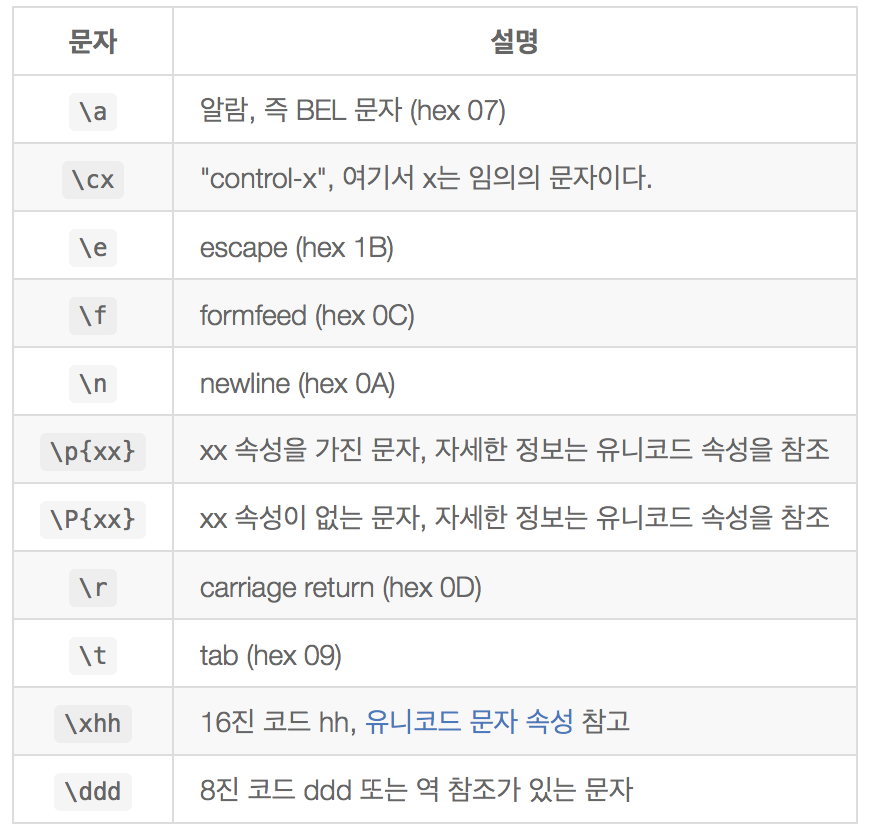 문자 설명
\a 알람, 즉 BEL 문자 (hex 07)
\cx "control-x", 여기서 x는 임의의 문자이다.
\e escape (hex 1B)
\f formfeed (hex 0C)
\n newline (hex 0A)
\p{xx} xx 속성을 가진 문자, 자세한 정보는 유니코드 속성을 참조
\P{xx} xx 속성이 없는 문자, 자세한 정보는 유니코드 속성을 참조
\r carriage return (hex 0D)
\t tab (hex 09)
\xhh 16진 코드 hh, 유니코드 문자 속성 참고
\ddd 8진 코드 ddd 또는 역 참조가 있는 문자